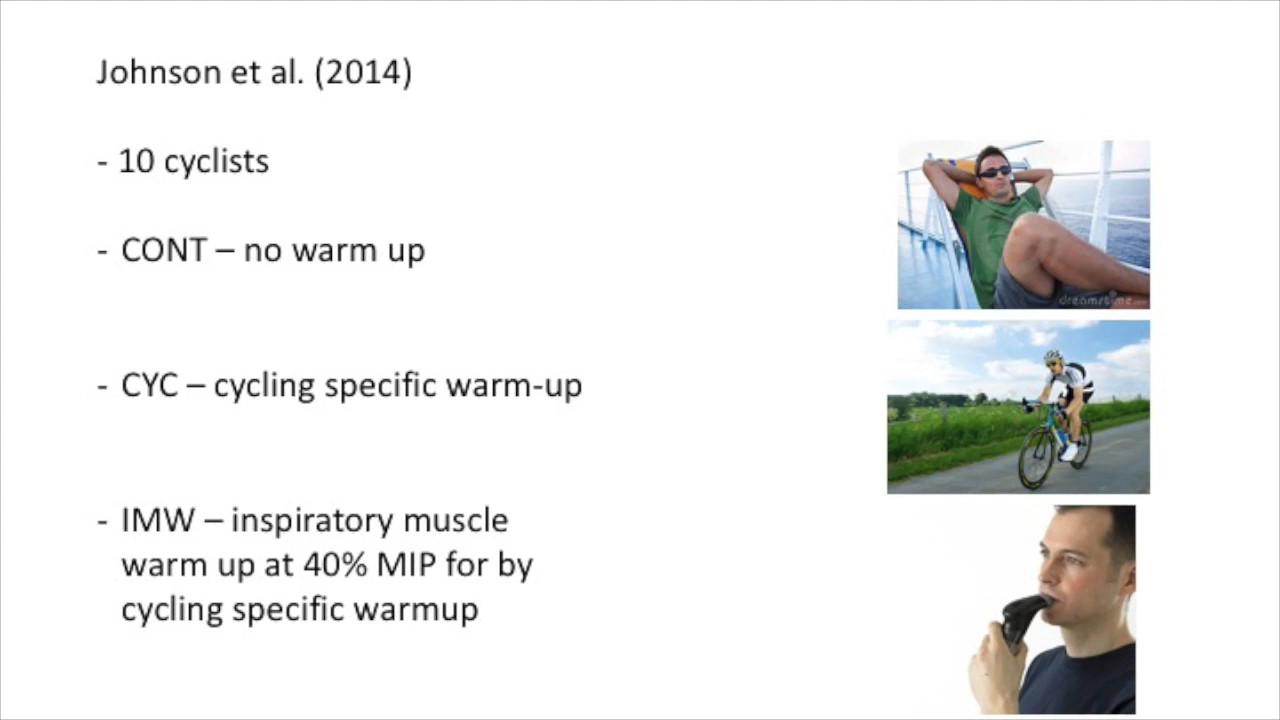 Johnson et al. (2014)
- 10 cyclists
- CONT – no warm up
dreamstime.com
- CYC – cycling specific warm-up
- IMW – inspiratory muscle
warm up at 40% MIP for by
cycling specific warmup